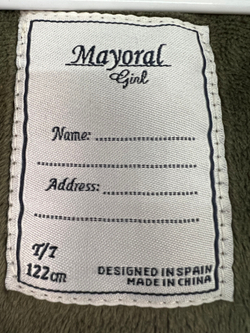 Mayoral
Girl
Name:
Address:
T/7
122cm
DESIGNED IN SPAIN
MADE IN CHINA